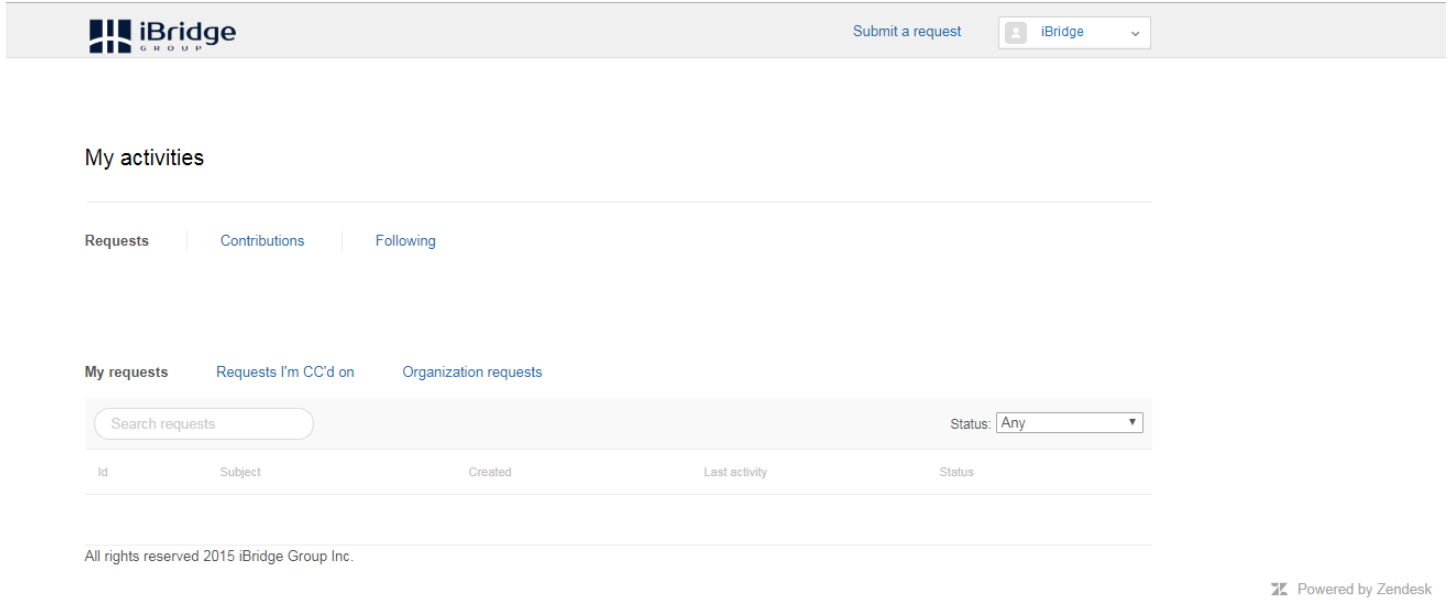 iBridge
GROUP
Submit a request
iBridge
My activities
Requests Contributions Following
My requests Requests I'm CC'd on Organization requests
Search requests Status: Any
Id Subject Created Last activity Status
All rights reserved 2015 iBridge Group Inc.
Powered by Zendesk